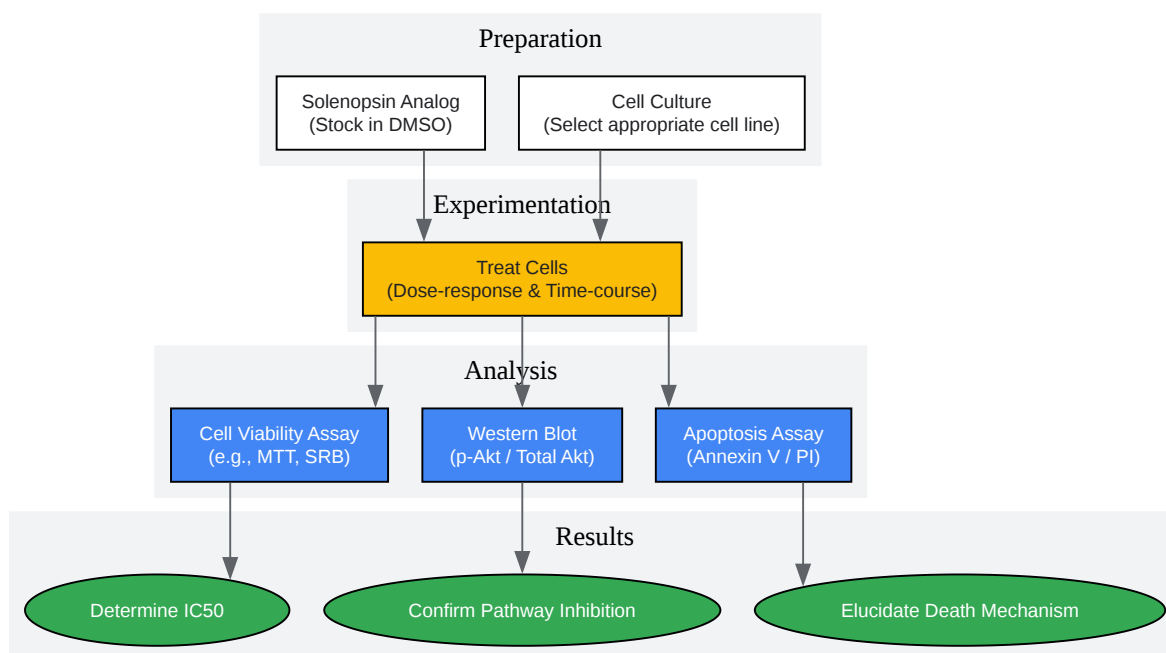 Preparation
Solenopsin Analog
(Stock in DMSO)
Cell Culture
(Select appropriate cell line)
Experimentation
Treat Cells
(Dose-response & Time-course)
Analysis
Cell Viability Assay
(e.g., MTT, SRB)
Western Blot
(p-Akt / Total Akt)
Apoptosis Assay
(Annexin V / PI)
Results
Determine IC50
Confirm Pathway Inhibition
Elucidate Death Mechanism